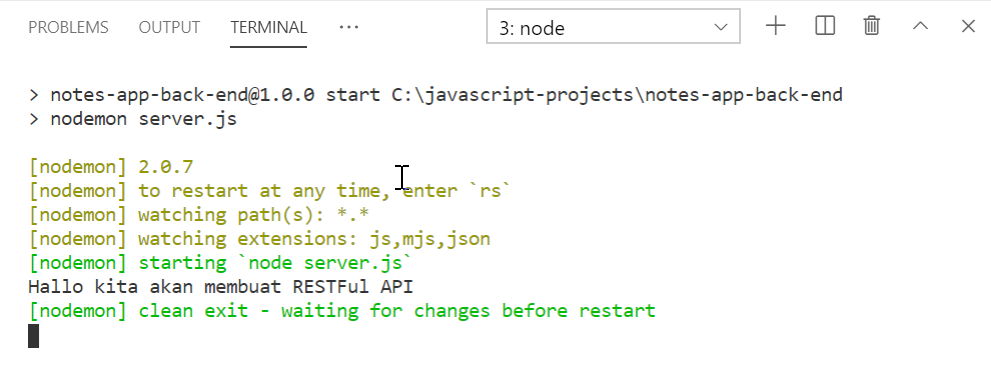 PROBLEMS OUTPUT TERMINAL ··· 3: node
> notes-app-back-end@1.0.0 start C:\javascript-projects\notes-app-back-end
> nodemon server.js
[nodemon] 2.0.7
[nodemon] to restart at any time, enter `rs`
[nodemon] watching path(s): *.*
[nodemon] watching extensions: js,mjs,json
[nodemon] starting `node server.js`
Hallo kita akan membuat RESTFul API
[nodemon] clean exit - waiting for changes before restart